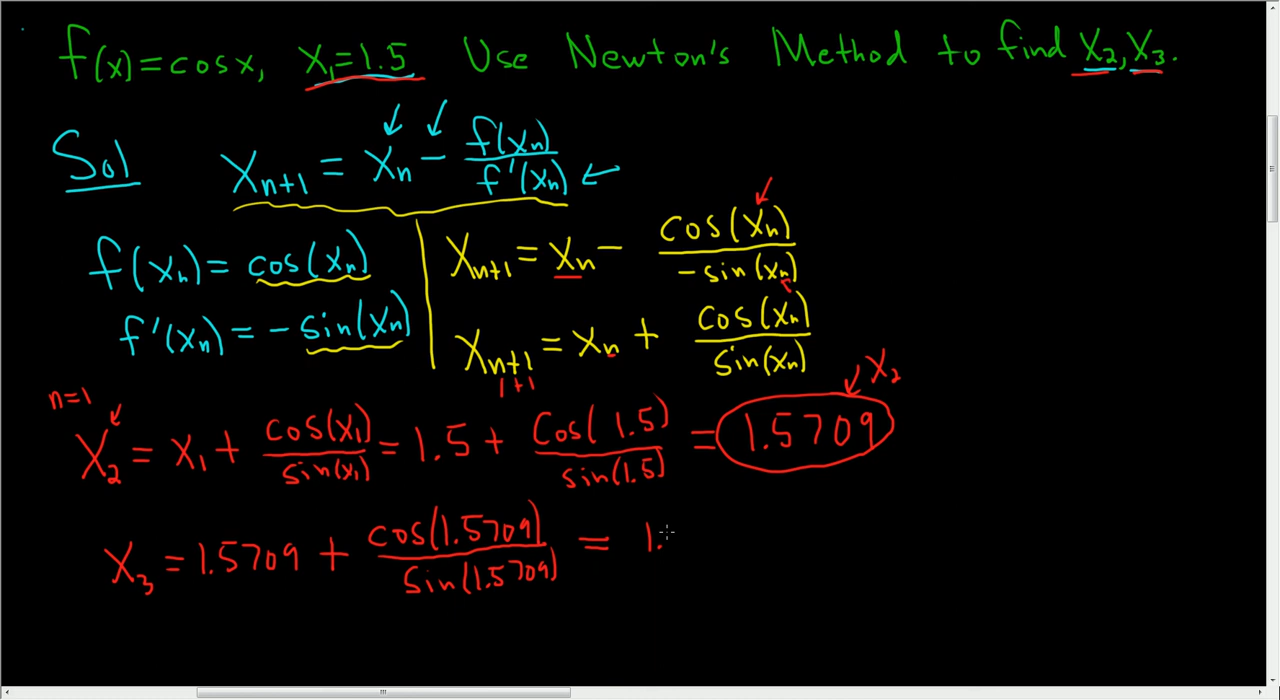 f(x)=cosx, x₁=1.5 Use Newton's Method to find x₂,x₃.
Sol xₙ₊₁ = xₙ − f(xₙ)/f'(xₙ)
f(xₙ)= cos(xₙ)
f'(xₙ) = −sin(xₙ)
xₙ₊₁ = xₙ − cos(xₙ)/−sin(xₙ)
xₙ₊₁ = xₙ + cos(xₙ)/sin(xₙ)
1+1
n=1
x₂
x₂ = x₁ + cos(x₁)/sin(x₁) = 1.5 + cos(1.5)/sin(1.5) = 1.5709
x₃ = 1.5709 + cos(1.5709)/sin(1.5709) = 1.